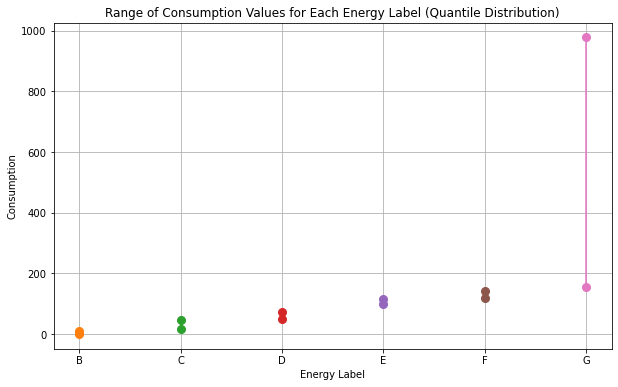 Range of Consumption Values for Each Energy Label (Quantile Distribution)
1000
800
600
400
200
0
Consumption
B C D E F G
Energy Label